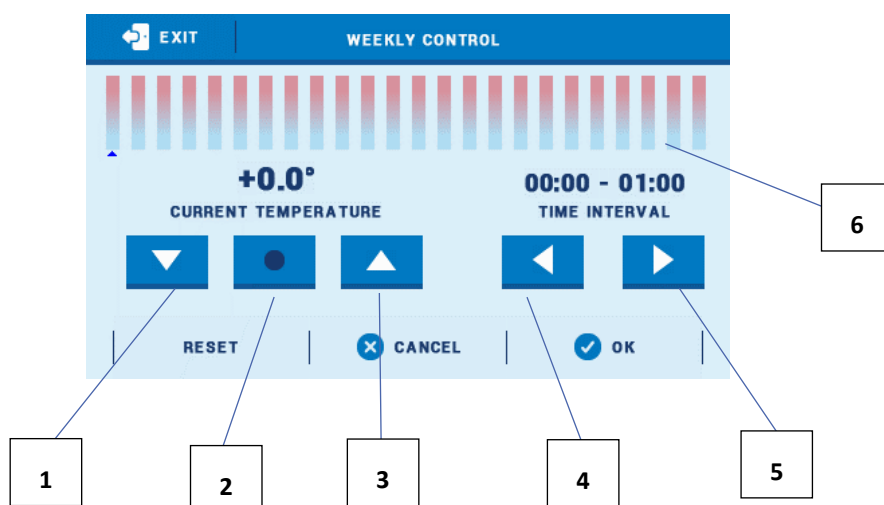 EXIT
WEEKLY CONTROL
+0.0°
00:00 - 01:00
CURRENT TEMPERATURE
TIME INTERVAL
6
RESET
CANCEL
OK
1
2
3
4
5